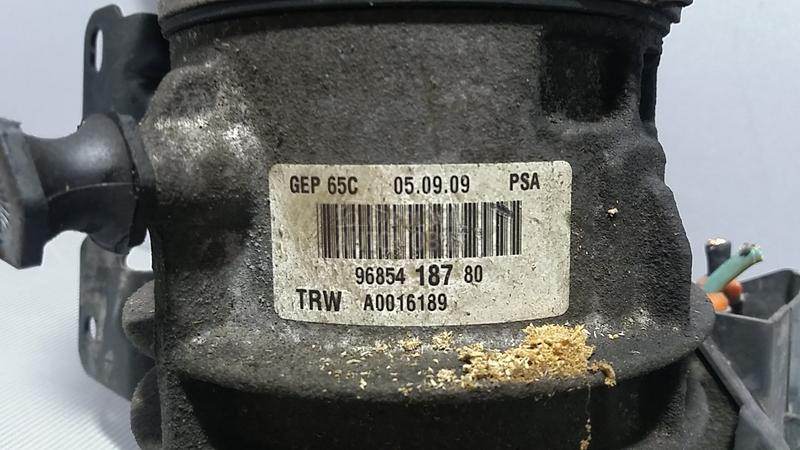 GEP 65C 05.09.09 PSA
96854 187 80
TRW A0016189